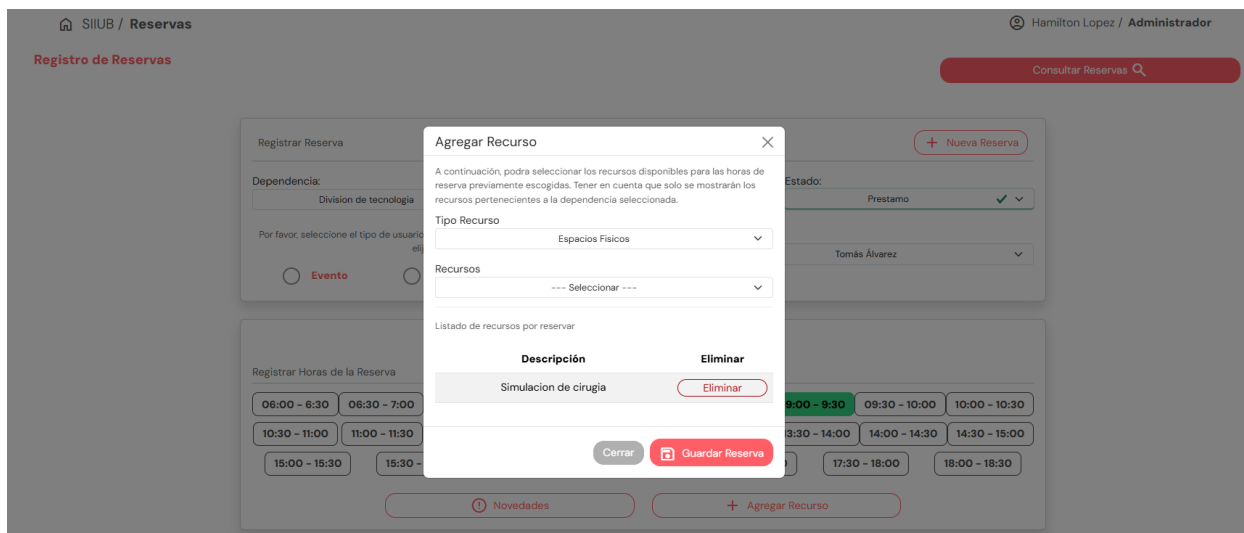 SIIUB / Reservas
Hamilton Lopez / Administrador
Registro de Reservas
Consultar Reservas
Registrar Reserva
+ Nueva Reserva
Dependencia:
Division de tecnologia
Estado:
Prestamo
Por favor, seleccione el tipo de usuario
Tomás Álvarez
Evento
Agregar Recurso
A continuación, podra seleccionar los recursos disponibles para las horas de
reserva previamente escogidas. Tener en cuenta que solo se mostrarán los
recursos pertenecientes a la dependencia seleccionada.
Tipo Recurso
Espacios Fisicos
Recursos
--- Seleccionar ---
Listado de recursos por reservar
Descripción Eliminar
Simulacion de cirugia Eliminar
Cerrar Guardar Reserva
Registrar Horas de la Reserva
06:00 - 6:30 06:30 - 7:00 9:00 - 9:30 09:30 - 10:00 10:00 - 10:30
10:30 - 11:00 11:00 - 11:30 13:30 - 14:00 14:00 - 14:30 14:30 - 15:00
15:00 - 15:30 15:30 - 17:30 - 18:00 18:00 - 18:30
Novedades + Agregar Recurso